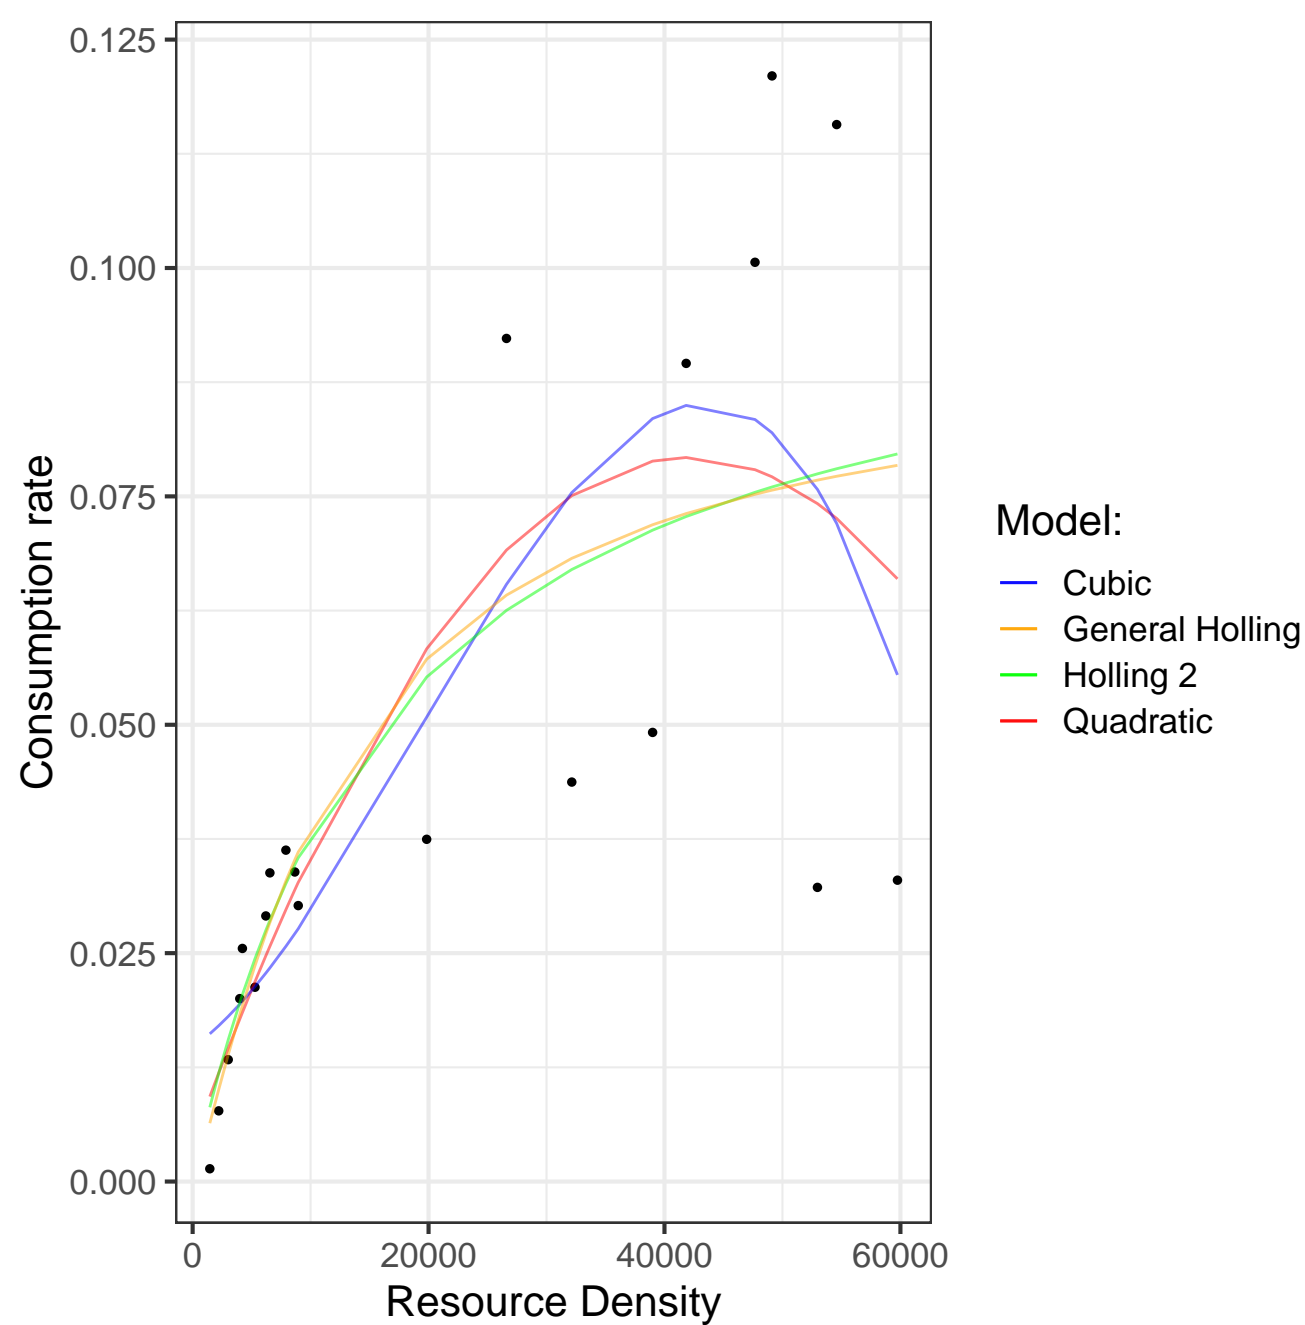 0.125
0.100
0.075
0.050
0.025
0.000
Consumption rate
0 20000 40000 60000
Resource Density
Model:
Cubic
General Holling
Holling 2
Quadratic